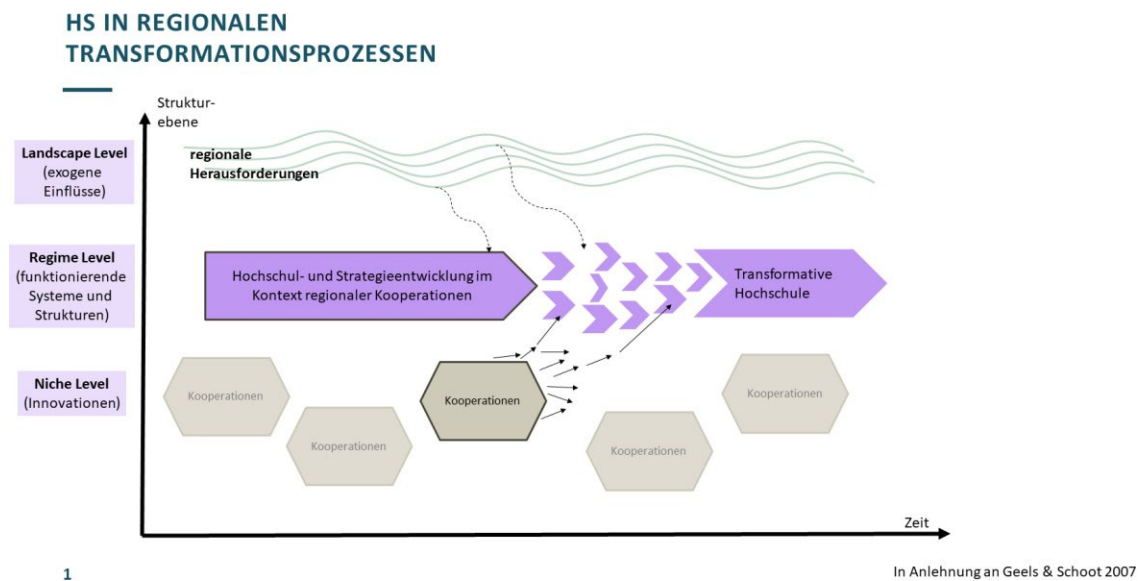 HS IN REGIONALEN
TRANSFORMATIONSPROZESSEN
Struktur-
ebene
Landscape Level
(exogene
Einflüsse)
regionale
Herausforderungen
Regime Level
(funktionierende
Systeme und
Strukturen)
Hochschul- und Strategieentwicklung im
Kontext regionaler Kooperationen
Transformative
Hochschule
Niche Level
(Innovationen)
Kooperationen
Kooperationen
Kooperationen
Kooperationen
Kooperationen
Zeit
1
In Anlehnung an Geels & Schoot 2007